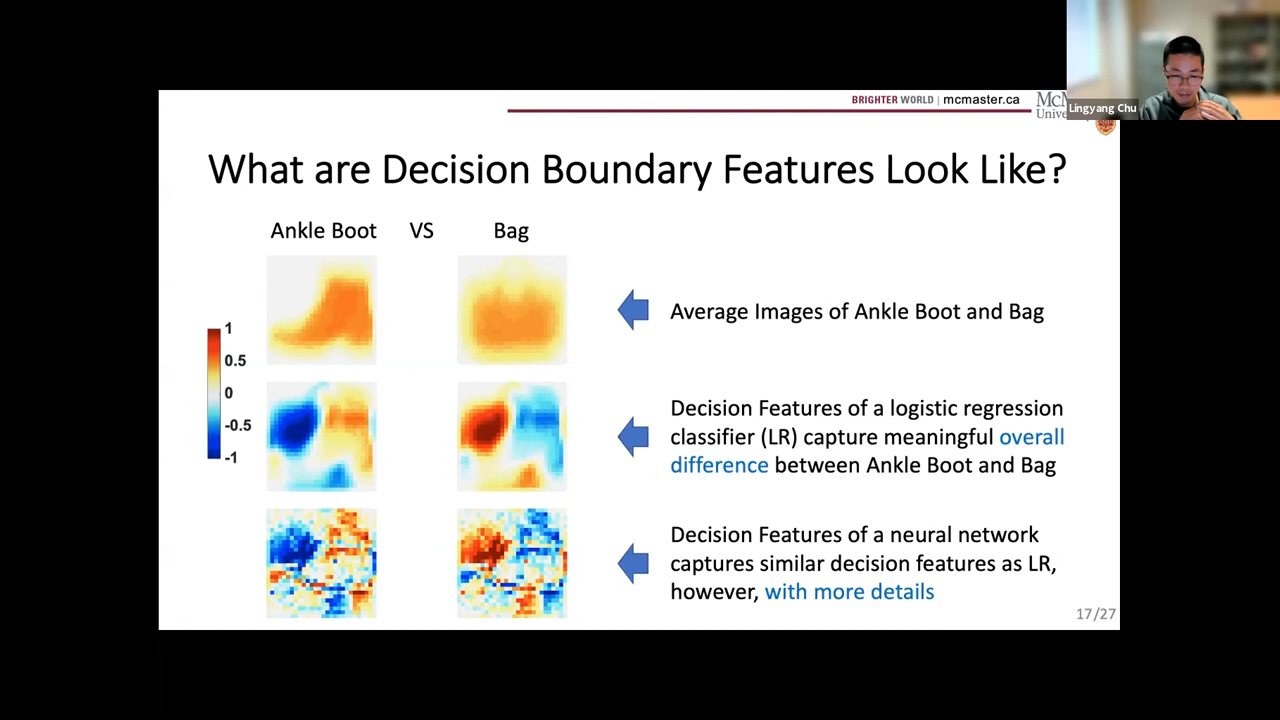 Lingyang Chu
BRIGHTER WORLD | mcmaster.ca
What are Decision Boundary Features Look Like?
Ankle Boot VS Bag
Average Images of Ankle Boot and Bag
1
0.5
0
-0.5
-1
Decision Features of a logistic regression
classifier (LR) capture meaningful overall
difference between Ankle Boot and Bag
Decision Features of a neural network
captures similar decision features as LR,
however, with more details
17/27